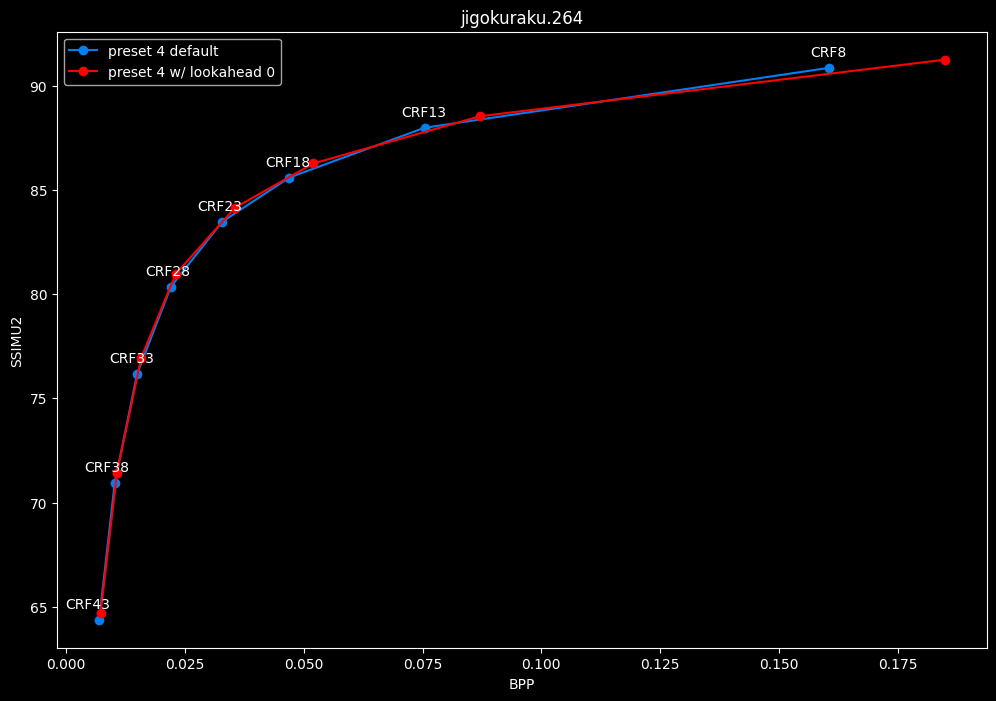 jigokuraku.264
preset 4 default
preset 4 w/ lookahead 0
CRF8
CRF13
CRF18
CRF23
CRF28
CRF33
CRF38
CRF43
SSIMU2
90
85
80
75
70
65
0.000 0.025 0.050 0.075 0.100 0.125 0.150 0.175
BPP